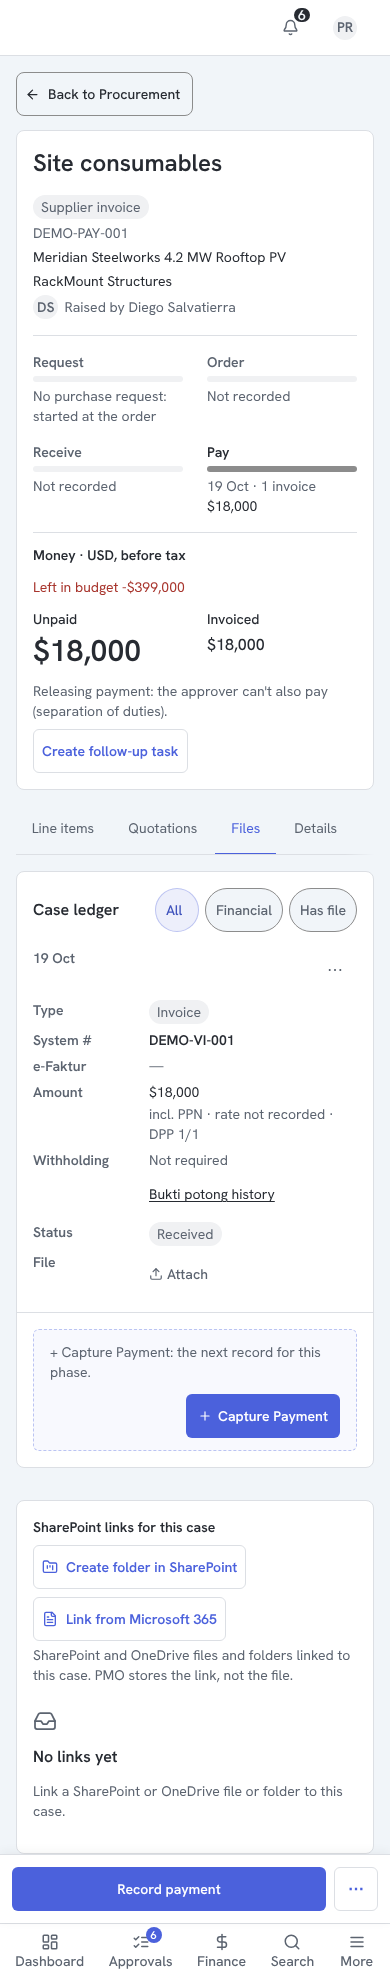 6
PR
Back to Procurement
Site consumables
Supplier invoice
DEMO-PAY-001
Meridian Steelworks 4.2 MW Rooftop PV
RackMount Structures
DS Raised by Diego Salvatierra
Request
Order
No purchase request:
started at the order
Not recorded
Receive
Pay
Not recorded
19 Oct · 1 invoice
$18,000
Money · USD, before tax
Left in budget -$399,000
Unpaid
Invoiced
$18,000
$18,000
Releasing payment: the approver can't also pay
(separation of duties).
Create follow-up task
Line items Quotations Files Details
Case ledger
All Financial Has file
19 Oct
...
Type Invoice
System # DEMO-VI-001
e-Faktur —
Amount $18,000
incl. PPN · rate not recorded ·
DPP 1/1
Withholding Not required
Bukti potong history
Status Received
File
Attach
+ Capture Payment: the next record for this
phase.
+ Capture Payment
SharePoint links for this case
Create folder in SharePoint
Link from Microsoft 365
SharePoint and OneDrive files and folders linked to
this case. PMO stores the link, not the file.
No links yet
Link a SharePoint or OneDrive file or folder to this
case.
Record payment
...
6
Dashboard Approvals Finance Search More